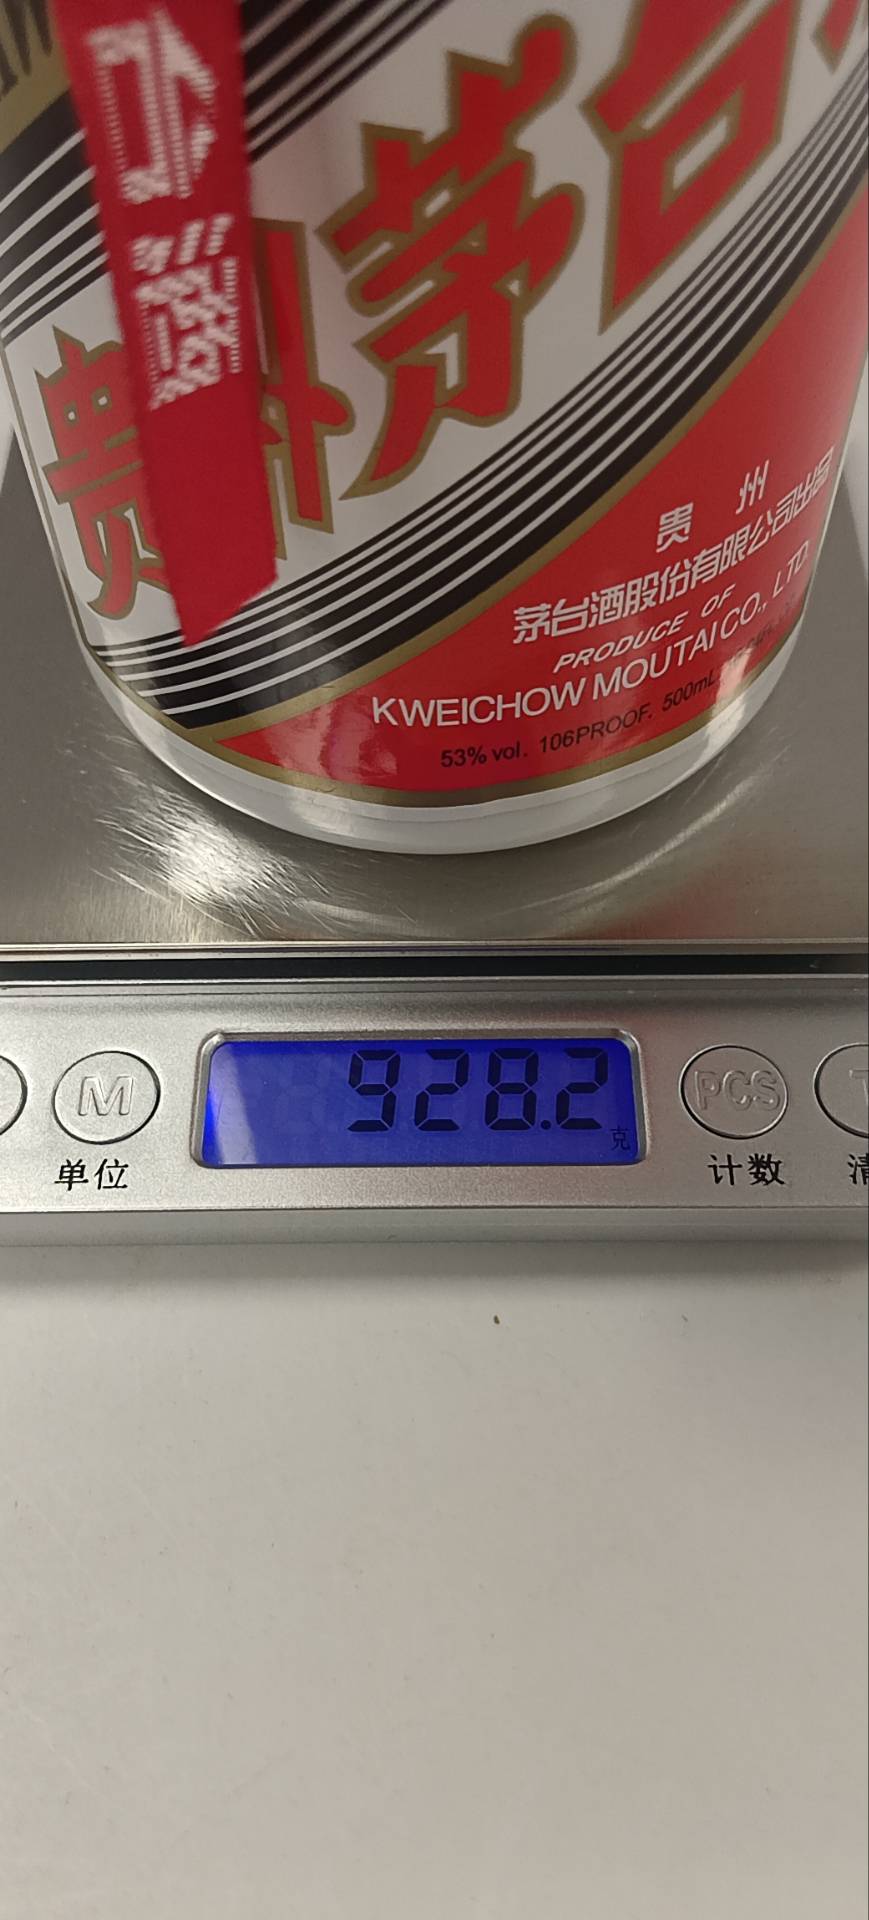 贵州茅台
贵 州
茅台酒股份有限公司出品
PRODUCE OF
KWEICHOW MOUTAI CO., LTD.
53% vol. 106PROOF. 500mL
928.2
克
M
PCS
单位
计数
清